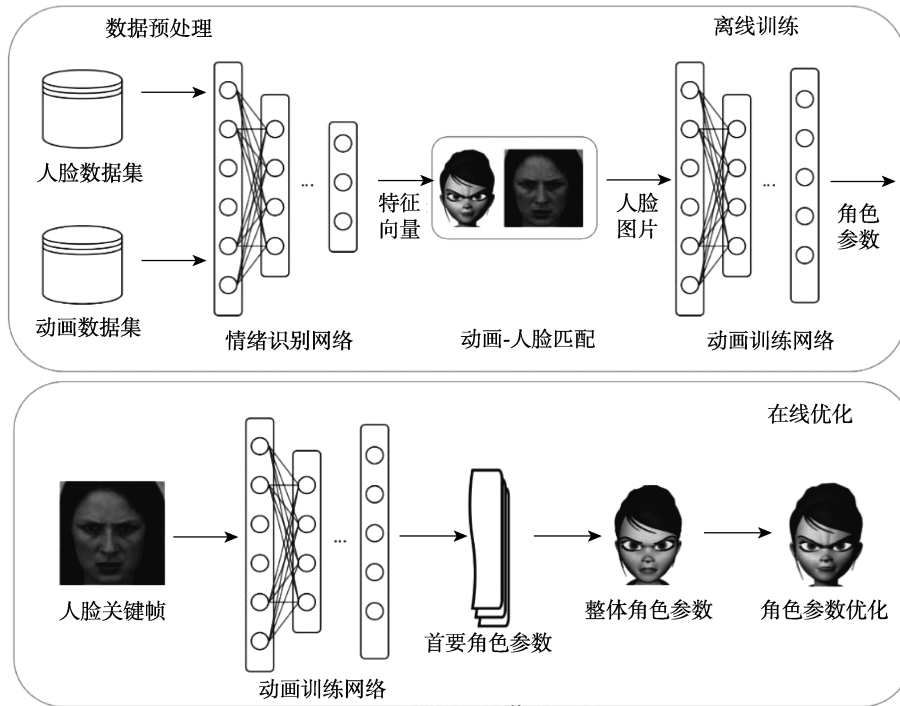 数据预处理
离线训练
人脸数据集
动画数据集
...
特征
向量
人脸
图片
...
角色
参数
情绪识别网络
动画-人脸匹配
动画训练网络
在线优化
...
人脸关键帧
首要角色参数
整体角色参数
角色参数优化
动画训练网络